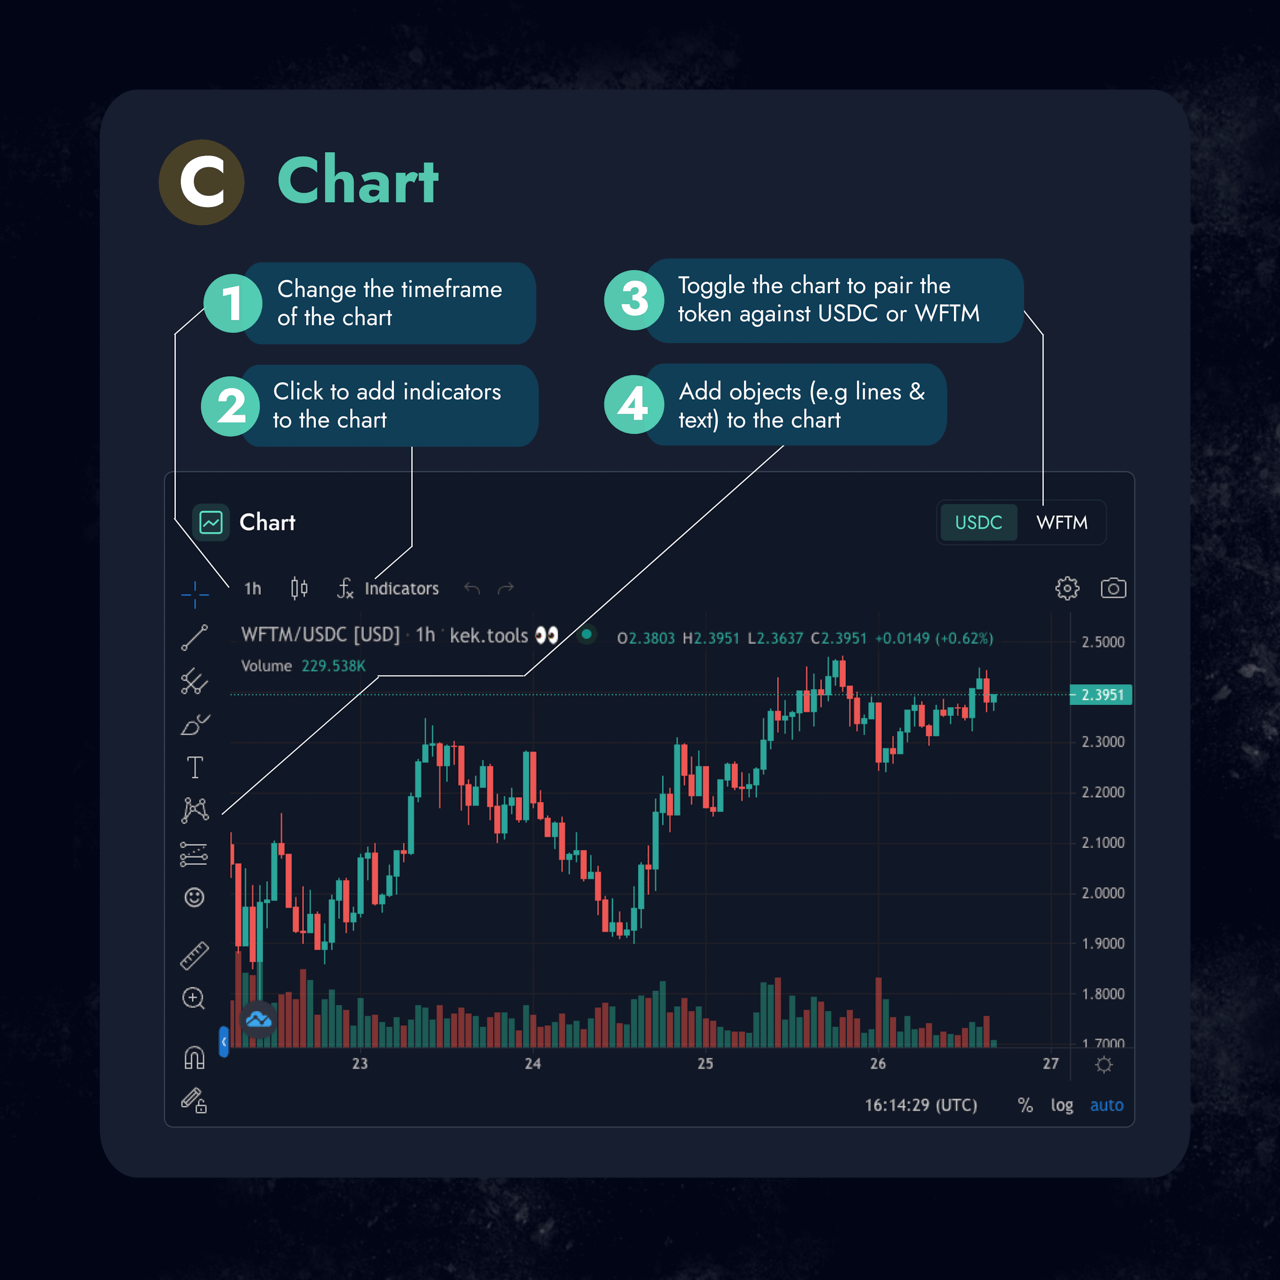 C Chart
1 Change the timeframe
of the chart
3 Toggle the chart to pair the
token against USDC or WFTM
2 Click to add indicators
to the chart
4 Add objects (e.g lines &
text) to the chart
Chart
USDC WFTM
1h Indicators
WFTM/USDC [USD] · 1h · kek.tools 👀 O2.3803 H2.3951 L2.3637 C2.3951 +0.0149 (+0.62%)
Volume 229.538K
2.5000
2.3951
2.3000
2.2000
2.1000
2.0000
1.9000
1.8000
1.7000
23 24 25 26 27
16:14:29 (UTC) % log auto